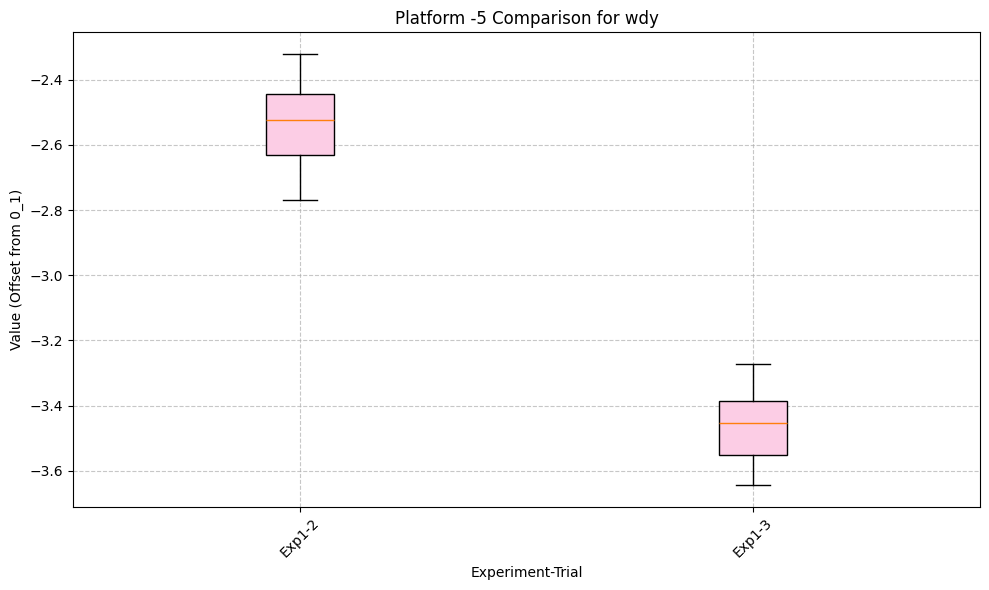 Platform -5 Comparison for wdy
Value (Offset from 0_1)
−2.4
−2.6
−2.8
−3.0
−3.2
−3.4
−3.6
Exp1-2
Exp1-3
Experiment-Trial